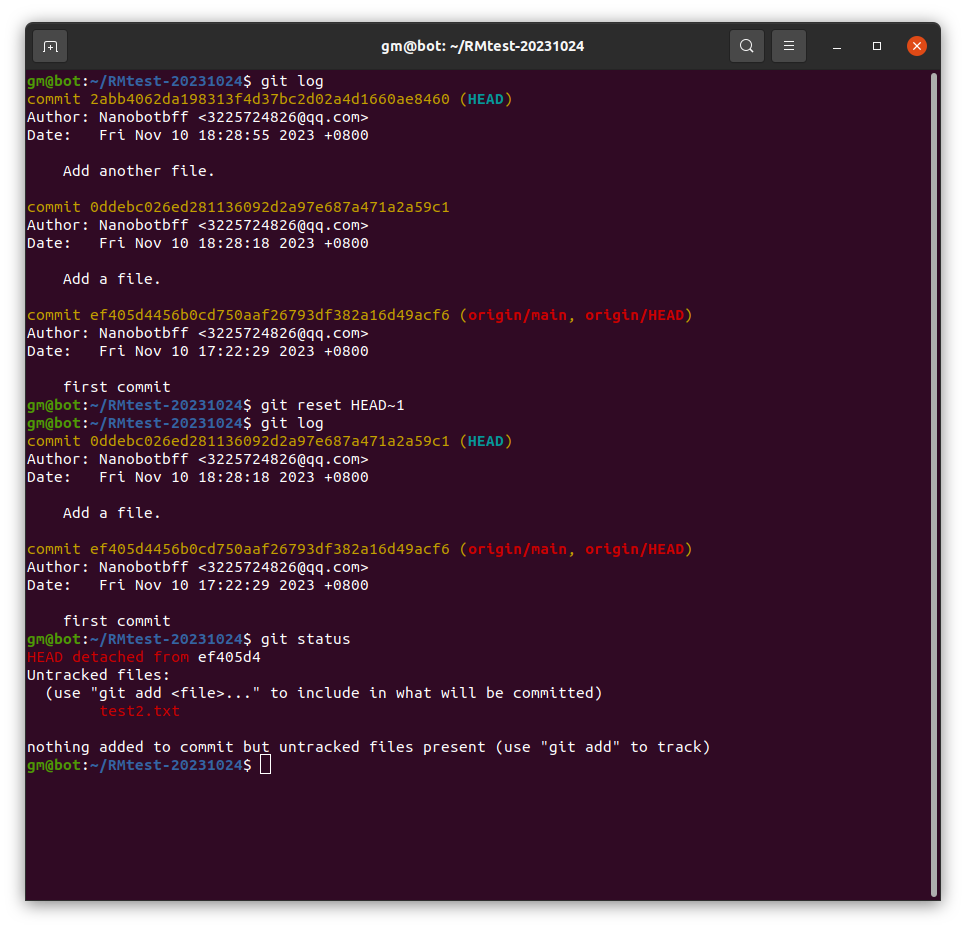 gm@bot: ~/RMtest-20231024
gm@bot:~/RMtest-20231024$ git log
commit 2abb4062da198313f4d37bc2d02a4d1660ae8460 (HEAD)
Author: Nanobotbff <3225724826@qq.com>
Date:   Fri Nov 10 18:28:55 2023 +0800
    Add another file.
commit 0ddebc026ed281136092d2a97e687a471a2a59c1
Author: Nanobotbff <3225724826@qq.com>
Date:   Fri Nov 10 18:28:18 2023 +0800
    Add a file.
commit ef405d4456b0cd750aaf26793df382a16d49acf6 (origin/main, origin/HEAD)
Author: Nanobotbff <3225724826@qq.com>
Date:   Fri Nov 10 17:22:29 2023 +0800
    first commit
gm@bot:~/RMtest-20231024$ git reset HEAD~1
gm@bot:~/RMtest-20231024$ git log
commit 0ddebc026ed281136092d2a97e687a471a2a59c1 (HEAD)
Author: Nanobotbff <3225724826@qq.com>
Date:   Fri Nov 10 18:28:18 2023 +0800
    Add a file.
commit ef405d4456b0cd750aaf26793df382a16d49acf6 (origin/main, origin/HEAD)
Author: Nanobotbff <3225724826@qq.com>
Date:   Fri Nov 10 17:22:29 2023 +0800
    first commit
gm@bot:~/RMtest-20231024$ git status
HEAD detached from ef405d4
Untracked files:
  (use "git add <file>..." to include in what will be committed)
        test2.txt
nothing added to commit but untracked files present (use "git add" to track)
gm@bot:~/RMtest-20231024$